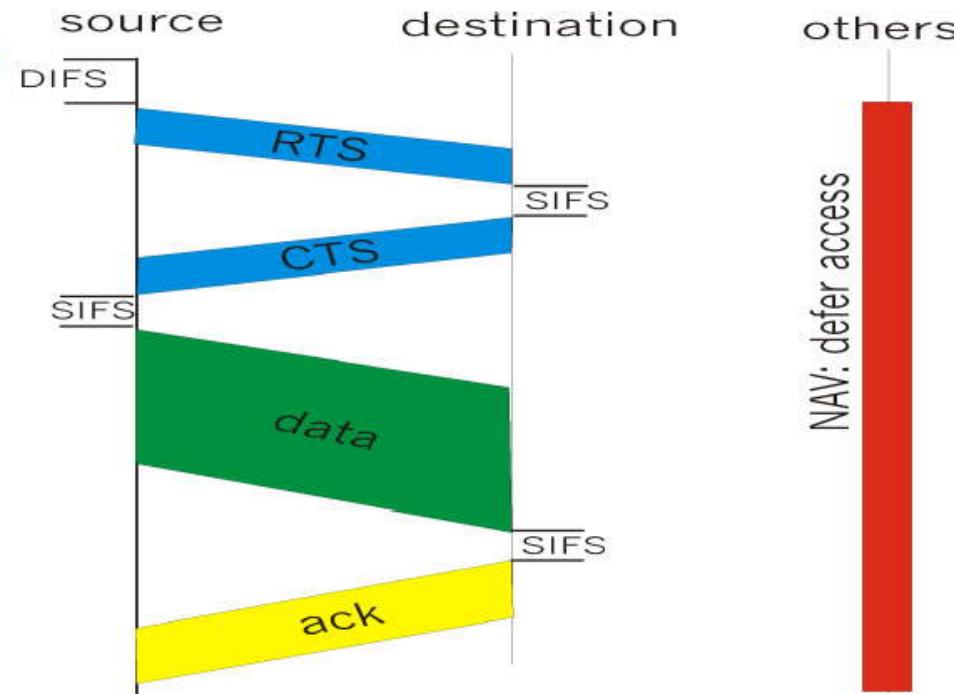 source
destination
others
DIFS
RTS
SIFS
CTS
SIFS
data
SIFS
ack
NAV: defer access